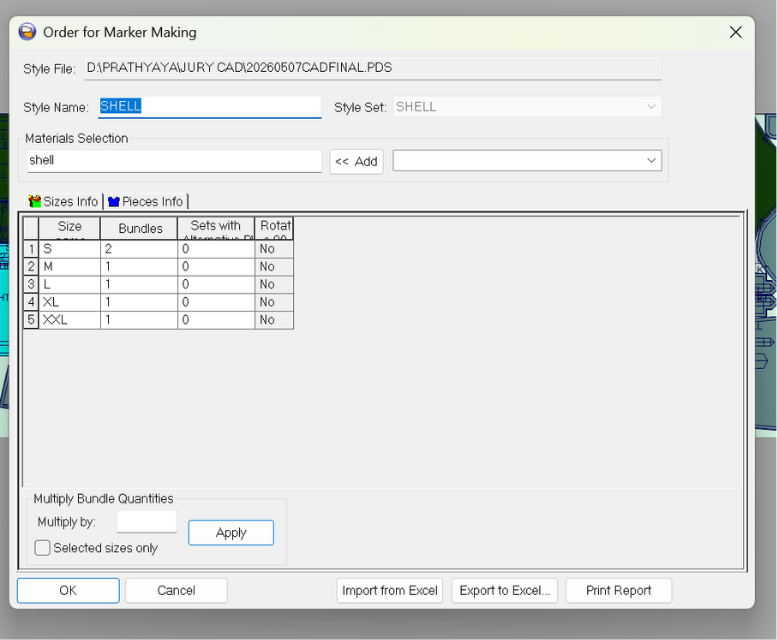 Order for Marker Making
Style File: D:\PRATHYAYA\JURY CAD\20260507CADFINAL.PDS
Style Name: SHELL Style Set: SHELL
Materials Selection
shell << Add
Sizes Info Pieces Info
Size Bundles Sets with Rotat
1 S 2 0 No
2 M 1 0 No
3 L 1 0 No
4 XL 1 0 No
5 XXL 1 0 No
Multiply Bundle Quantities
Multiply by:
Apply
Selected sizes only
OK Cancel Import from Excel Export to Excel... Print Report